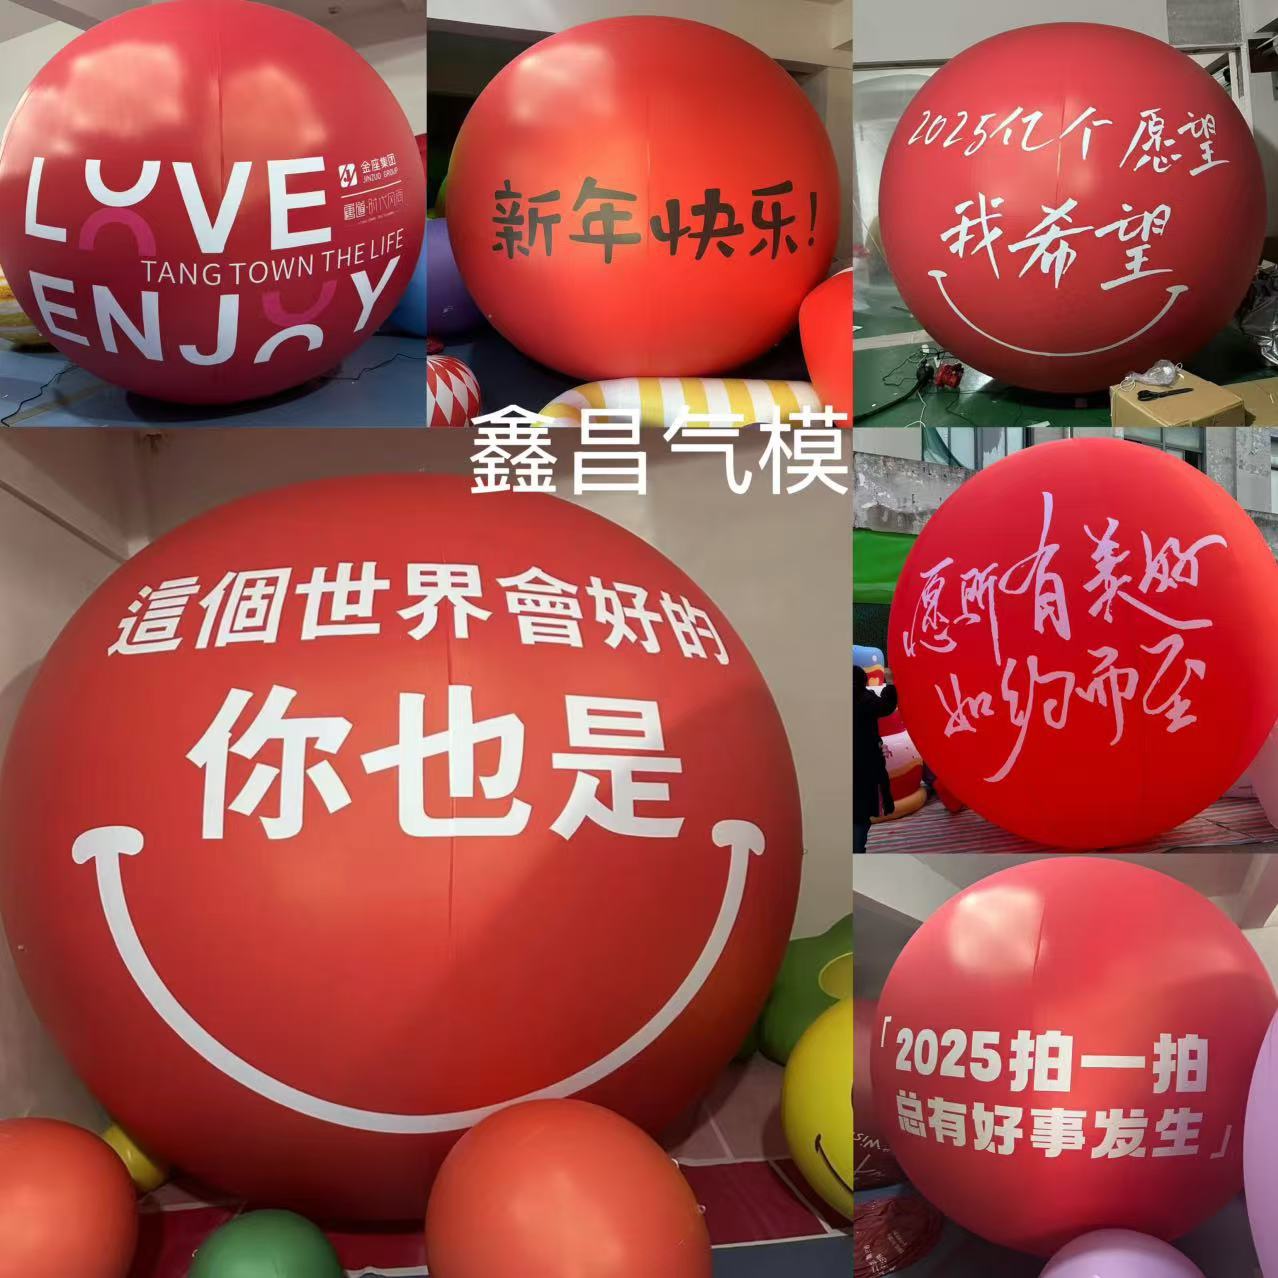 LOVE
金座集团
JINZUO GROUP
TANG TOWN THE LIFE
ENJOY
新年快乐!
2025亿个愿望
我希望
鑫昌气模
這個世界會好的
你也是
愿所有美好
如约而至
「2025拍一拍
总有好事发生」